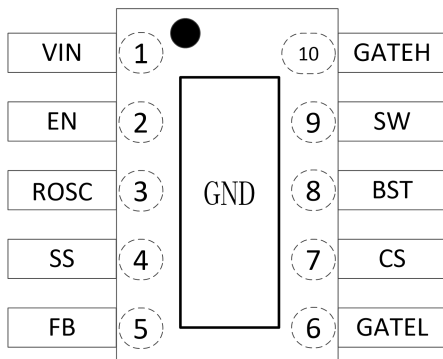 VIN 1 10 GATEH
EN 2 9 SW
ROSC 3 GND 8 BST
SS 4 7 CS
FB 5 6 GATEL